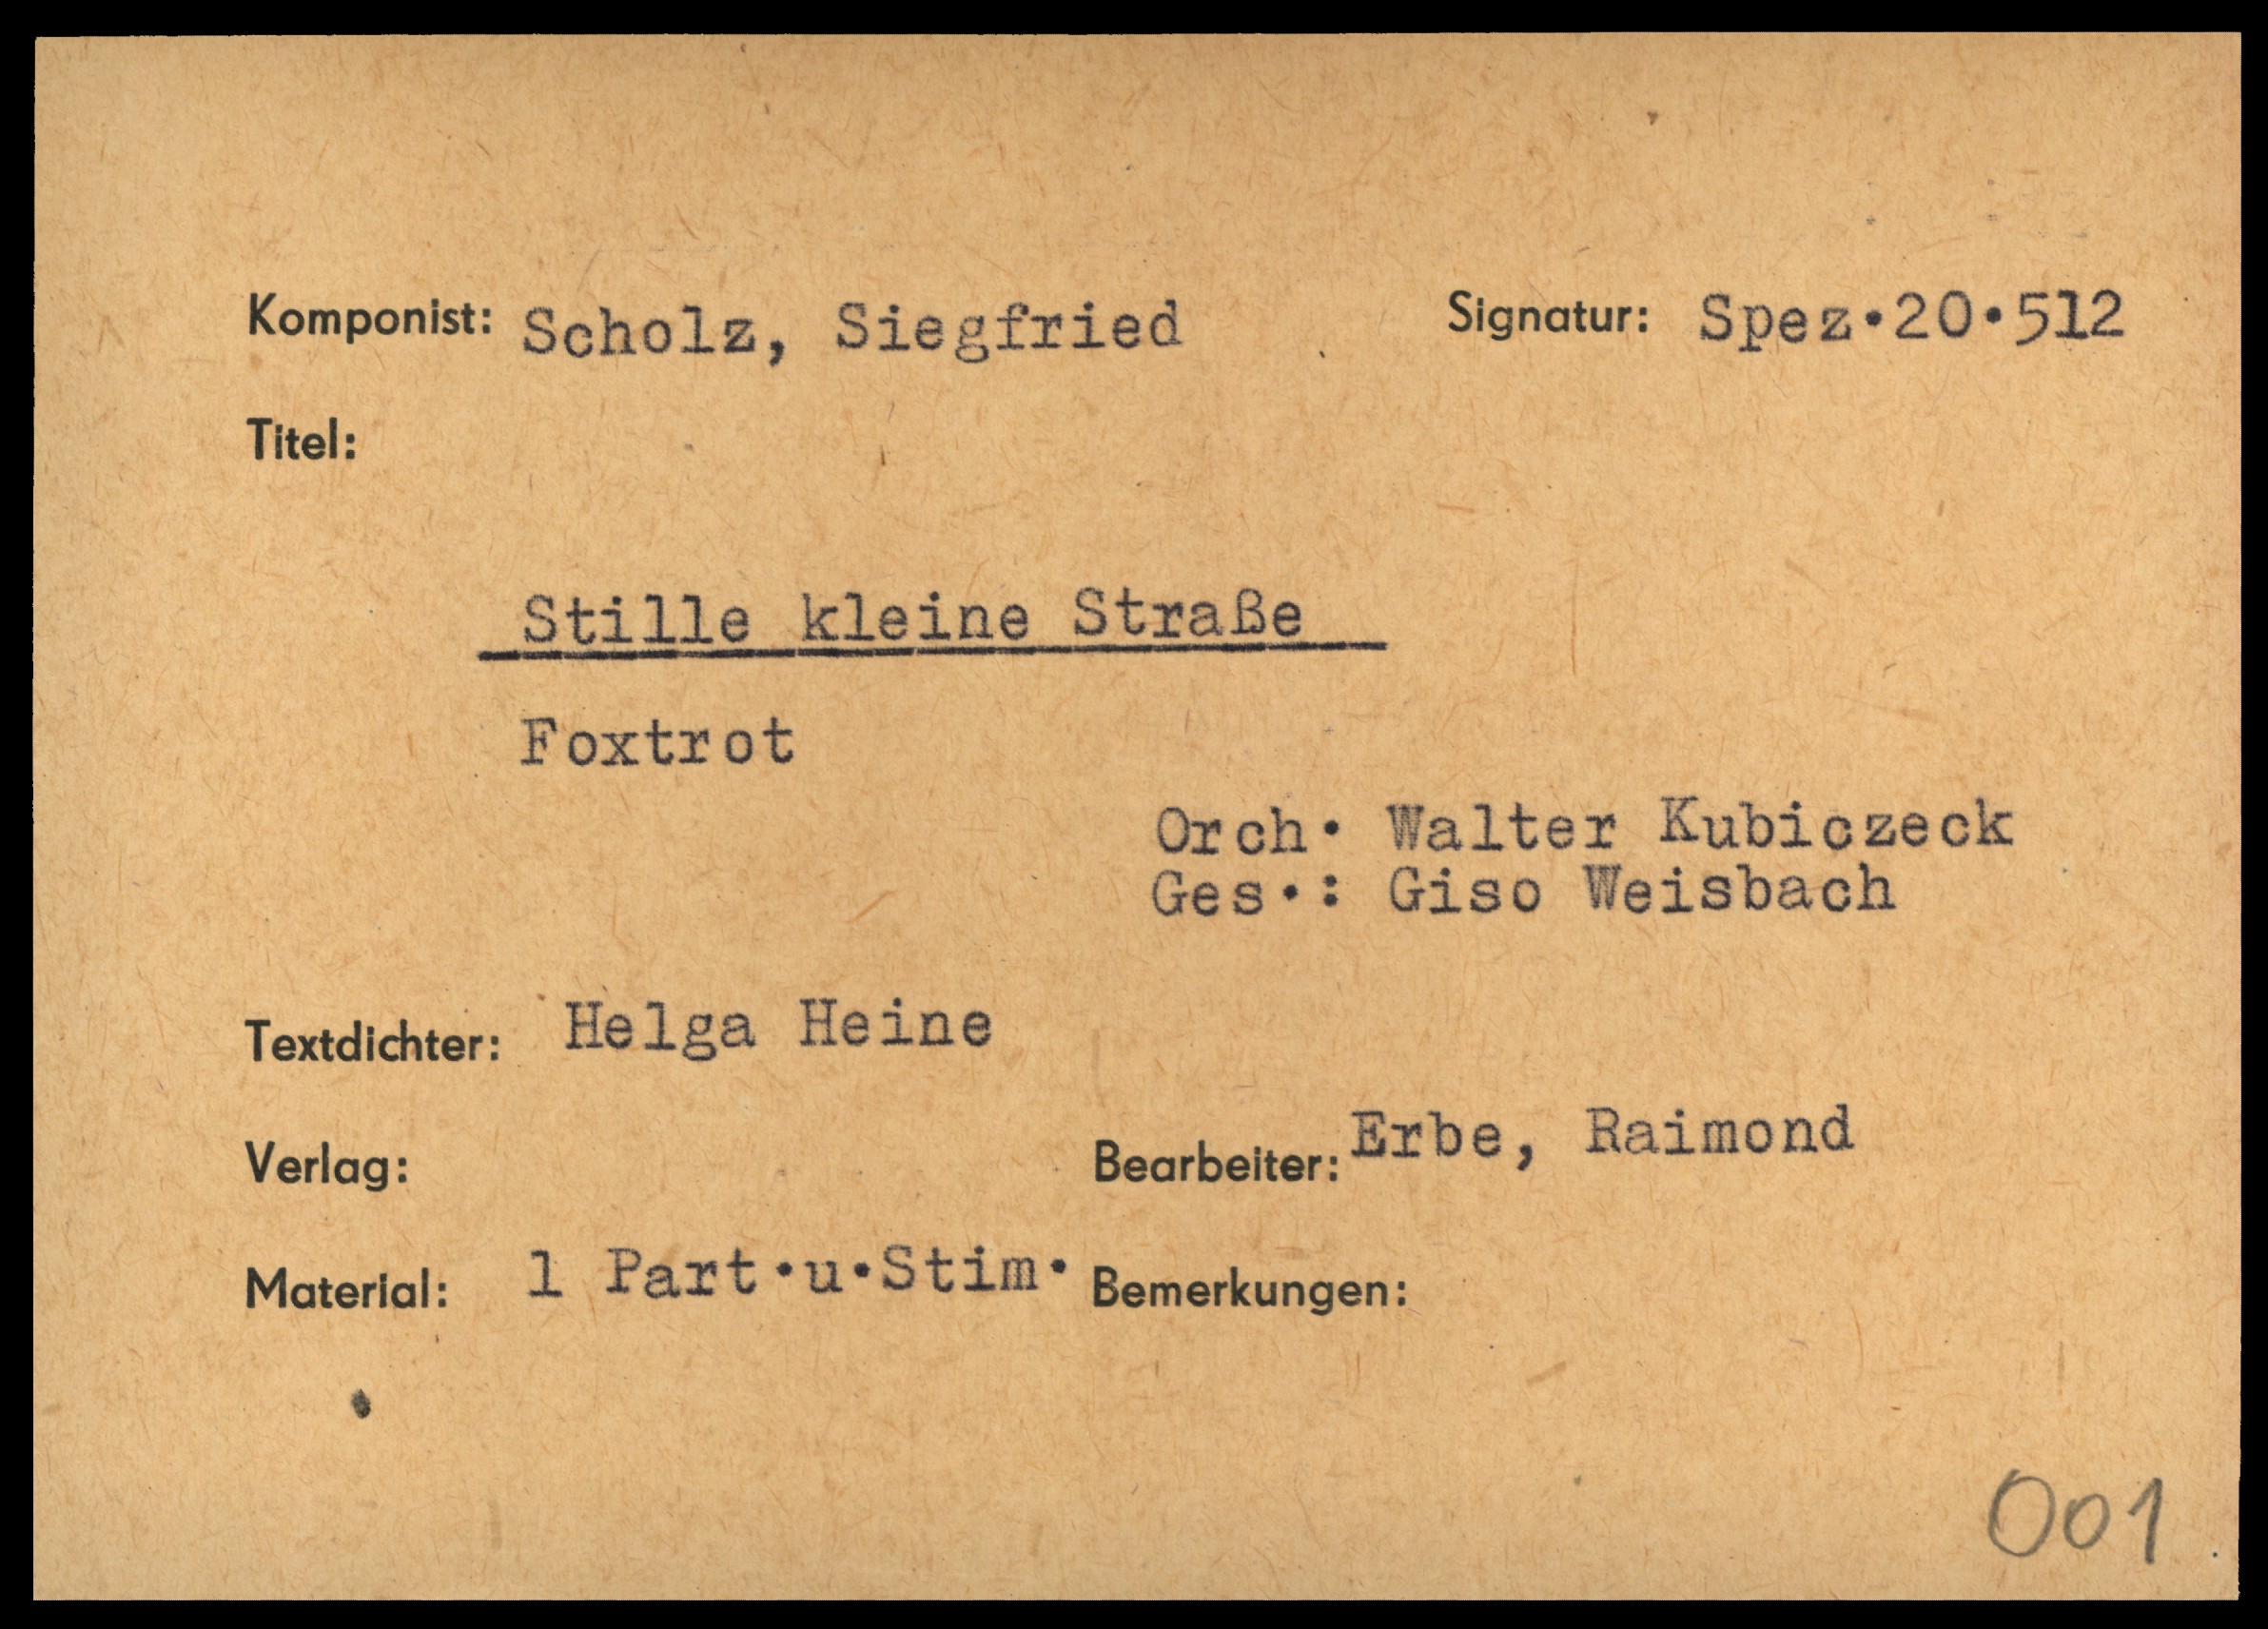 Komponist: Scholz, Siegfried Signatur: Spez.20.512
Titel:
Stille kleine Straße
Foxtrot
Orch. Walter Kubiczeck
Ges.: Giso Weisbach
Textdichter: Helga Heine
Verlag: Bearbeiter: Erbe, Raimond
Material: 1 Part.u.Stim. Bemerkungen:
001